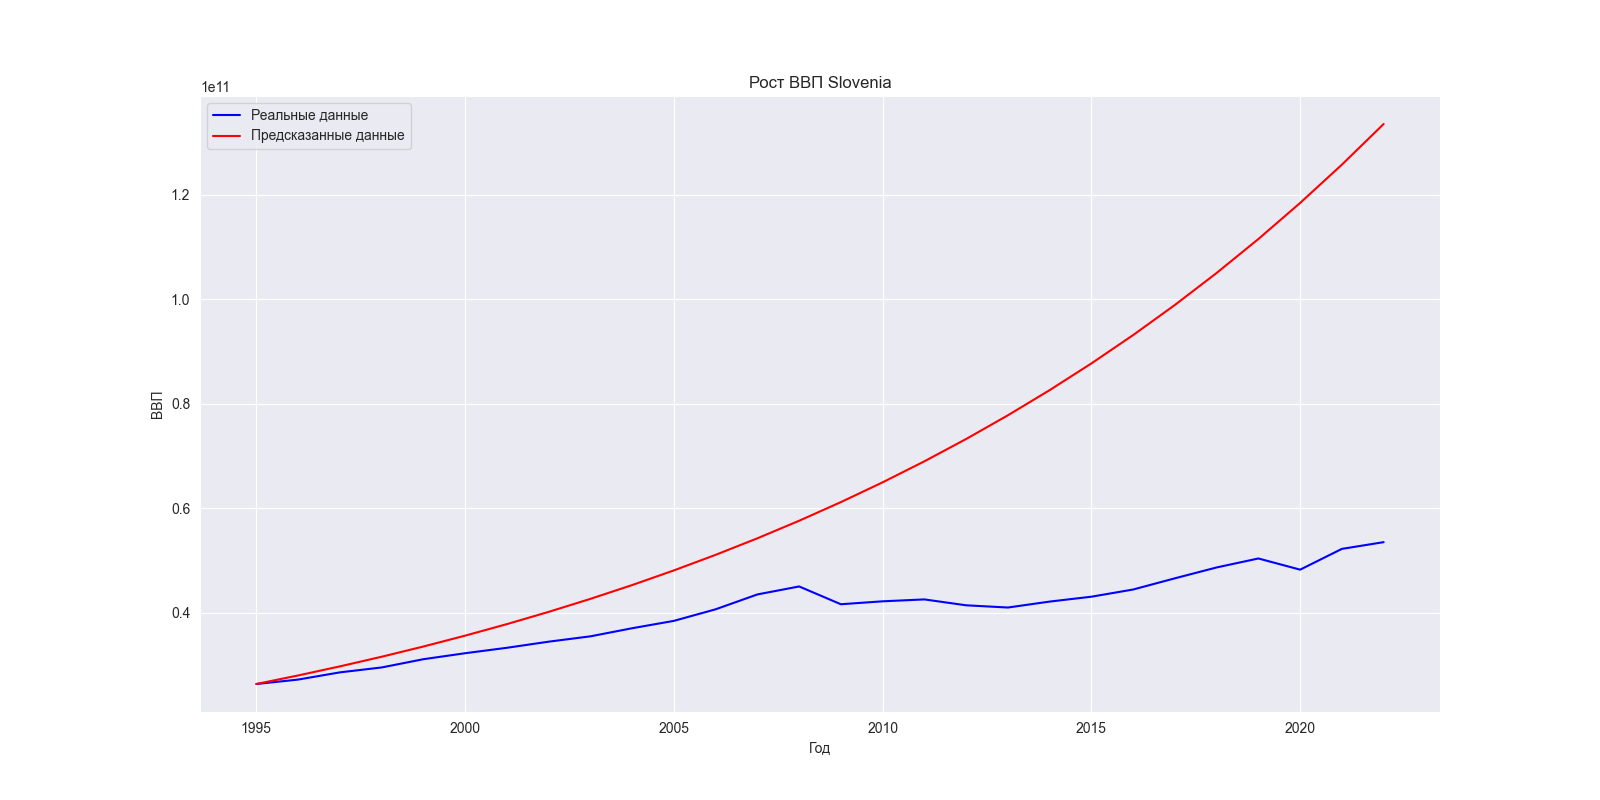 Рост ВВП Slovenia
1e11
Реальные данные
Предсказанные данные
1.2
1.0
0.8
0.6
0.4
ВВП
1995 2000 2005 2010 2015 2020
Год